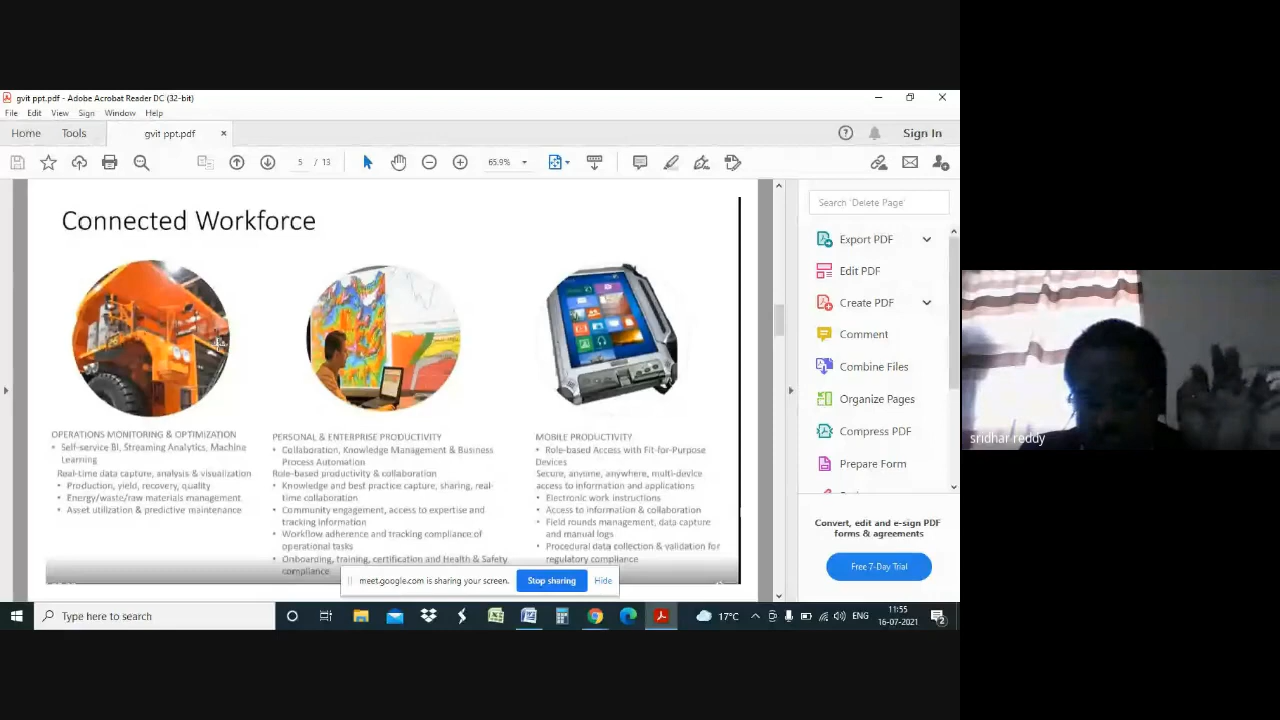 gvit ppt.pdf - Adobe Acrobat Reader DC (32-bit)
File Edit View Sign Window Help
Home Tools gvit ppt.pdf × Sign In
5 / 13 65.9%
Connected Workforce
OPERATIONS MONITORING & OPTIMIZATION
• Self-service BI, Streaming Analytics, Machine
Learning
Real-time data capture, analysis & visualization
• Production, yield, recovery, quality
• Energy/waste/raw materials management
• Asset utilization & predictive maintenance
PERSONAL & ENTERPRISE PRODUCTIVITY
• Collaboration, Knowledge Management & Business
Process Automation
Role-based productivity & collaboration
• Knowledge and best practice capture, sharing, real-
time collaboration
• Community engagement, access to expertise and
tracking information
• Workflow adherence and tracking compliance of
operational tasks
• Onboarding, training, certification and Health & Safety
compliance
MOBILE PRODUCTIVITY
• Role-based Access with Fit-for-Purpose
Devices
Secure, anytime, anywhere, multi-device
access to information and applications
• Electronic work instructions
• Access to information & collaboration
• Field rounds management, data capture
and manual logs
• Procedural data collection & validation for
regulatory compliance
Search 'Delete Page'
Export PDF
Edit PDF
Create PDF
Comment
Combine Files
Organize Pages
Compress PDF
Prepare Form
Convert, edit and e-sign PDF
forms & agreements
Free 7-Day Trial
meet.google.com is sharing your screen. Stop sharing Hide
Type here to search
17°C ENG
11:55
16-07-2021
2
sridhar reddy